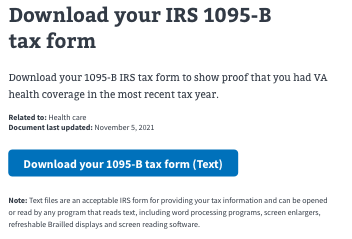 Download your IRS 1095-B
tax form
Download your 1095-B IRS tax form to show proof that you had VA
health coverage in the most recent tax year.
Related to: Health care
Document last updated: November 5, 2021
Download your 1095-B tax form (Text)
Note: Text files are an acceptable IRS form for providing your tax information and can be opened
or read by any program that reads text, including word processing programs, screen enlargers,
refreshable Brailled displays and screen reading software.